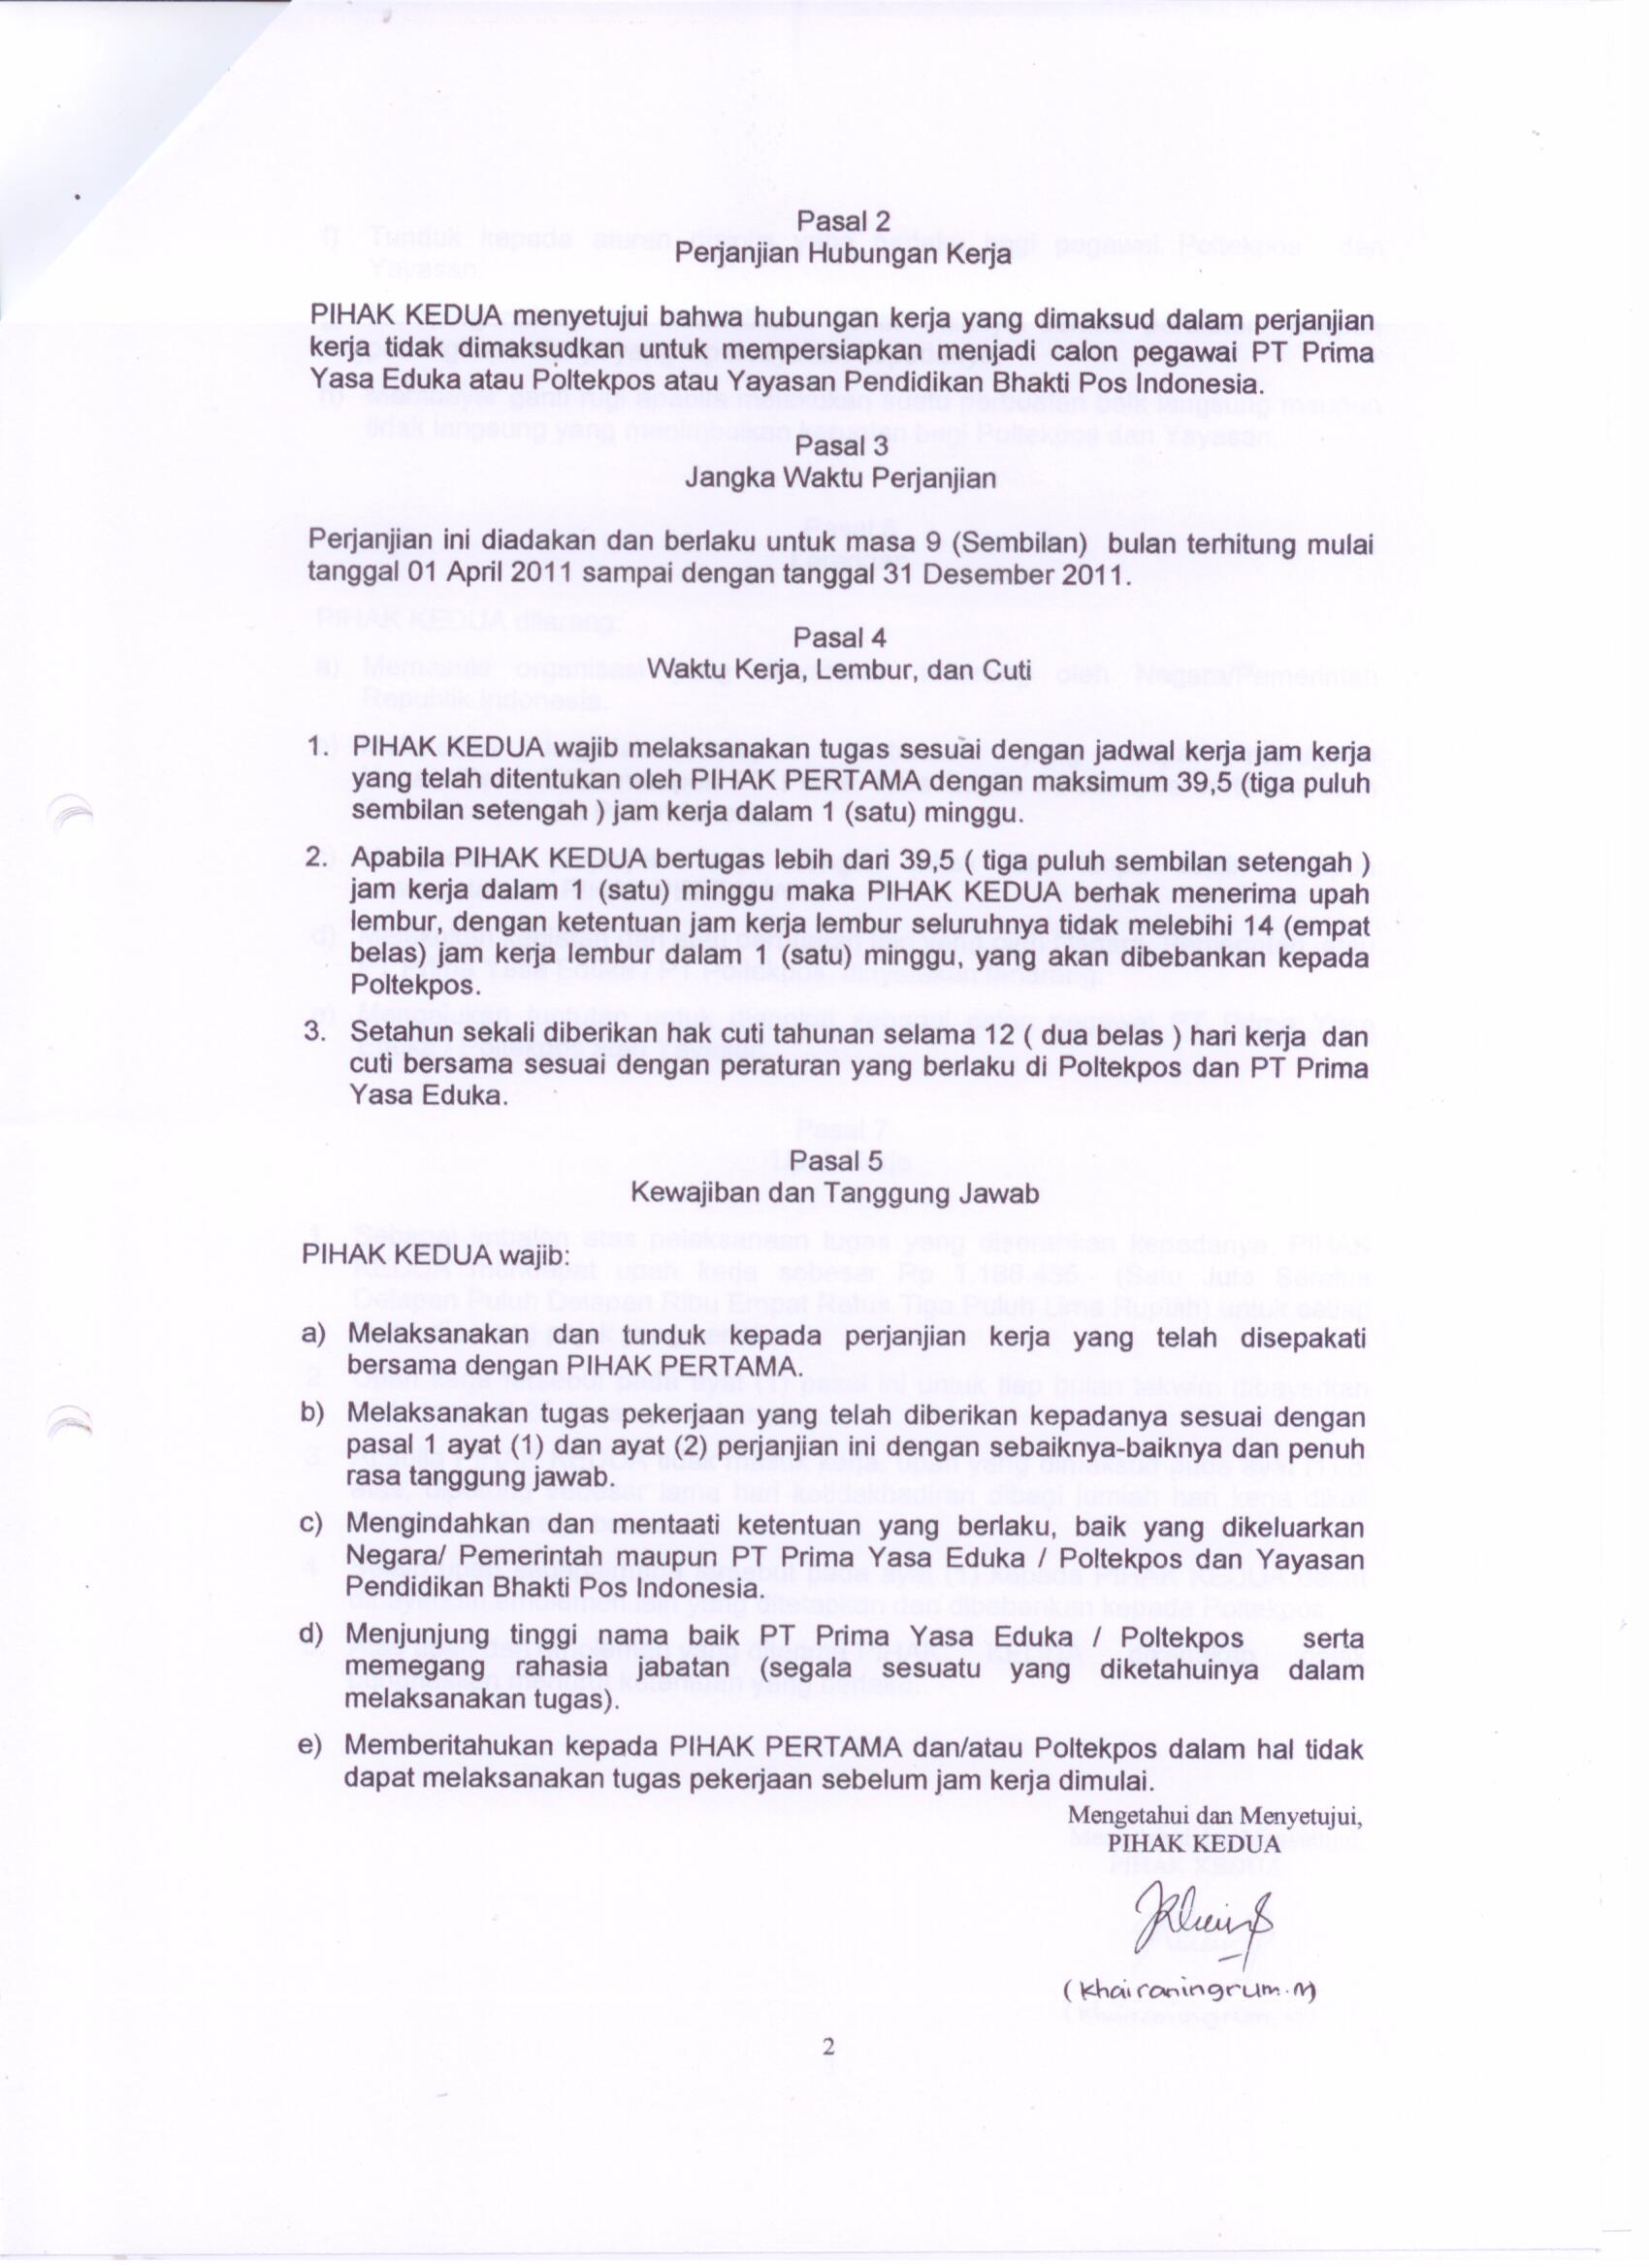 Pasal 2
Perjanjian Hubungan Kerja
PIHAK KEDUA menyetujui bahwa hubungan kerja yang dimaksud dalam perjanjian
kerja tidak dimaksudkan untuk mempersiapkan menjadi calon pegawai PT Prima
Yasa Eduka atau Poltekpos atau Yayasan Pendidikan Bhakti Pos Indonesia.
Pasal 3
Jangka Waktu Perjanjian
Perjanjian ini diadakan dan berlaku untuk masa 9 (Sembilan) bulan terhitung mulai
tanggal 01 April 2011 sampai dengan tanggal 31 Desember 2011.
Pasal 4
Waktu Kerja, Lembur, dan Cuti
1. PIHAK KEDUA wajib melaksanakan tugas sesuai dengan jadwal kerja jam kerja
yang telah ditentukan oleh PIHAK PERTAMA dengan maksimum 39,5 (tiga puluh
sembilan setengah ) jam kerja dalam 1 (satu) minggu.
2. Apabila PIHAK KEDUA bertugas lebih dari 39,5 ( tiga puluh sembilan setengah )
jam kerja dalam 1 (satu) minggu maka PIHAK KEDUA berhak menerima upah
lembur, dengan ketentuan jam kerja lembur seluruhnya tidak melebihi 14 (empat
belas) jam kerja lembur dalam 1 (satu) minggu, yang akan dibebankan kepada
Poltekpos.
3. Setahun sekali diberikan hak cuti tahunan selama 12 ( dua belas ) hari kerja dan
cuti bersama sesuai dengan peraturan yang berlaku di Poltekpos dan PT Prima
Yasa Eduka.
Pasal 5
Kewajiban dan Tanggung Jawab
PIHAK KEDUA wajib:
a) Melaksanakan dan tunduk kepada perjanjian kerja yang telah disepakati
bersama dengan PIHAK PERTAMA.
b) Melaksanakan tugas pekerjaan yang telah diberikan kepadanya sesuai dengan
pasal 1 ayat (1) dan ayat (2) perjanjian ini dengan sebaiknya-baiknya dan penuh
rasa tanggung jawab.
c) Mengindahkan dan mentaati ketentuan yang berlaku, baik yang dikeluarkan
Negara/ Pemerintah maupun PT Prima Yasa Eduka / Poltekpos dan Yayasan
Pendidikan Bhakti Pos Indonesia.
d) Menjunjung tinggi nama baik PT Prima Yasa Eduka / Poltekpos serta
memegang rahasia jabatan (segala sesuatu yang diketahuinya dalam
melaksanakan tugas).
e) Memberitahukan kepada PIHAK PERTAMA dan/atau Poltekpos dalam hal tidak
dapat melaksanakan tugas pekerjaan sebelum jam kerja dimulai.
Mengetahui dan Menyetujui,
PIHAK KEDUA
(Khairaningrum.M)
2